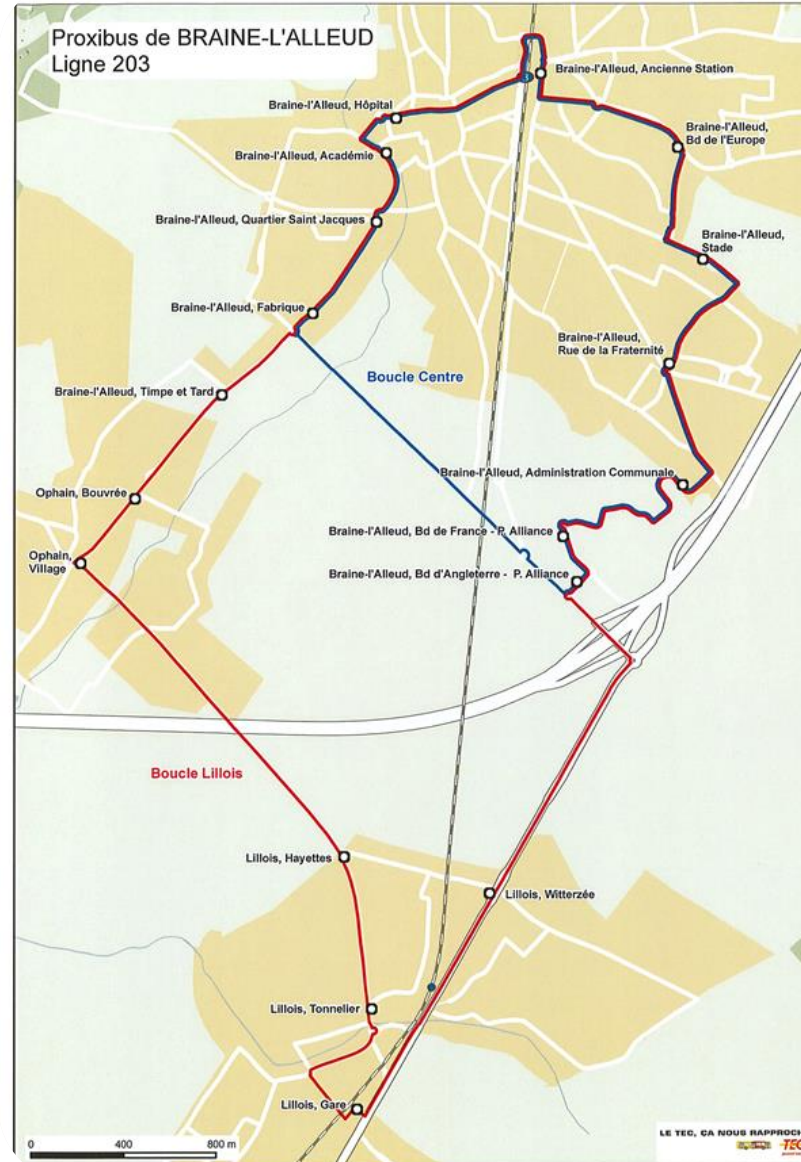 Proxibus de BRAINE-L'ALLEUD
Ligne 203
Braine-l'Alleud, Ancienne Station
Braine-l'Alleud, Hôpital
Braine-l'Alleud,
Bd de l'Europe
Braine-l'Alleud, Académie
Braine-l'Alleud, Quartier Saint Jacques
Braine-l'Alleud,
Stade
Braine-l'Alleud, Fabrique
Braine-l'Alleud,
Rue de la Fraternité
Boucle Centre
Braine-l'Alleud, Timpe et Tard
Braine-l'Alleud, Administration Communale
Ophain, Bouvrée
Braine-l'Alleud, Bd de France - P. Alliance
Ophain,
Village
Braine-l'Alleud, Bd d'Angleterre - P. Alliance
Boucle Lillois
Lillois, Hayettes
Lillois, Witterzée
Lillois, Tonnelier
Lillois, Gare
0 400 800 m
LE TEC, CA NOUS RAPPROCH
TEC